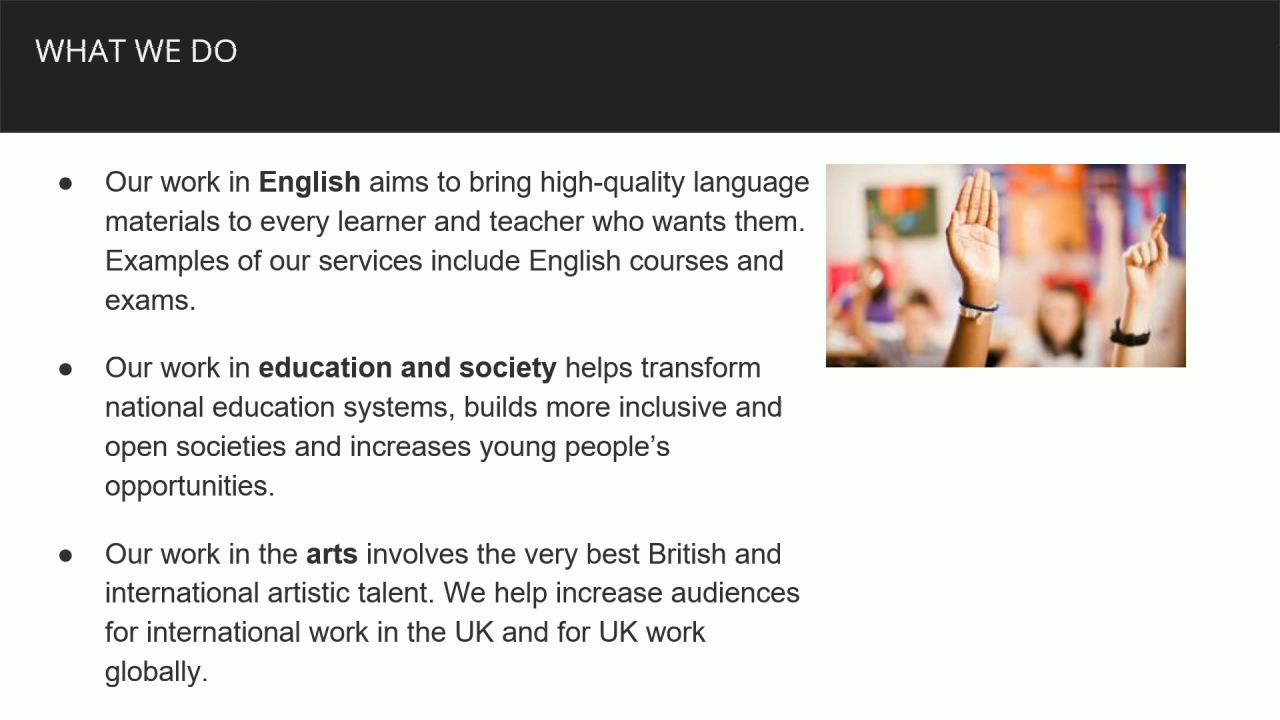 WHAT WE DO
● Our work in English aims to bring high-quality language
materials to every learner and teacher who wants them.
Examples of our services include English courses and
exams.
● Our work in education and society helps transform
national education systems, builds more inclusive and
open societies and increases young people’s
opportunities.
● Our work in the arts involves the very best British and
international artistic talent. We help increase audiences
for international work in the UK and for UK work
globally.